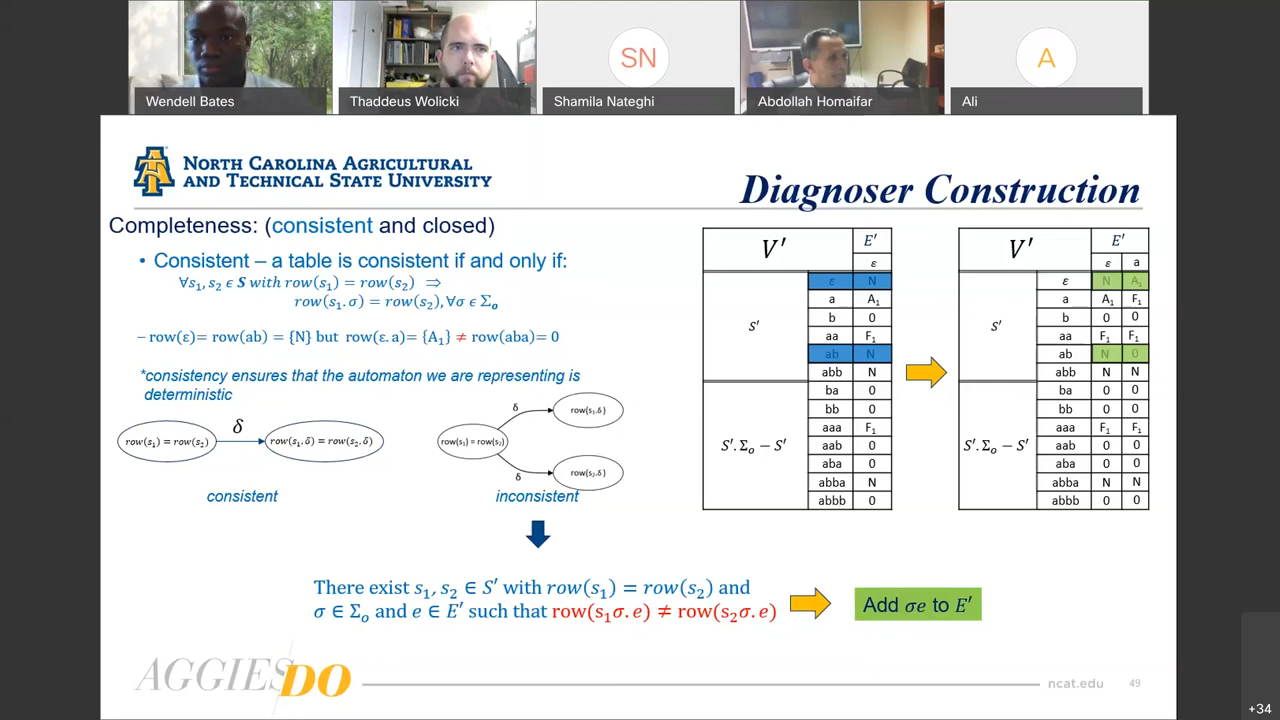 SN
A
Wendell Bates
Thaddeus Wolicki
Shamila Nateghi
Abdollah Homaifar
Ali
NORTH CAROLINA AGRICULTURAL
AND TECHNICAL STATE UNIVERSITY
Diagnoser Construction
Completeness: (consistent and closed)
• Consistent – a table is consistent if and only if:
∀s₁, s₂ ϵ S with row(s₁) = row(s₂) ⇒
row(s₁.σ) = row(s₂), ∀σ ϵ Σₒ
– row(ε)= row(ab) = {N} but row(ε.a)= {A₁} ≠ row(aba)= 0
*consistency ensures that the automaton we are representing is
deterministic
row(s₁) = row(s₂)
δ
row(s₁,δ) = row(s₂,δ)
consistent
row(s₁) = row(s₂)
δ
row(s₁,δ)
δ
row(s₂,δ)
inconsistent
There exist s₁, s₂ ∈ S′ with row(s₁) = row(s₂) and
σ ∈ Σₒ and e ∈ E′ such that row(s₁σ.e) ≠ row(s₂σ.e)
Add σe to E′
V′ E′
ε
S′
ε N
a A₁
b 0
aa F₁
ab N
abb N
S′.Σₒ – S′
ba 0
bb 0
aaa F₁
aab 0
aba 0
abba N
abbb 0
V′ E′
ε a
S′
ε N A₁
a A₁ F₁
b 0 0
aa F₁ F₁
ab N 0
abb N N
S′.Σₒ – S′
ba 0 0
bb 0 0
aaa F₁ F₁
aab 0 0
aba 0 0
abba N N
abbb 0 0
AGGIES DO
ncat.edu 49
+34